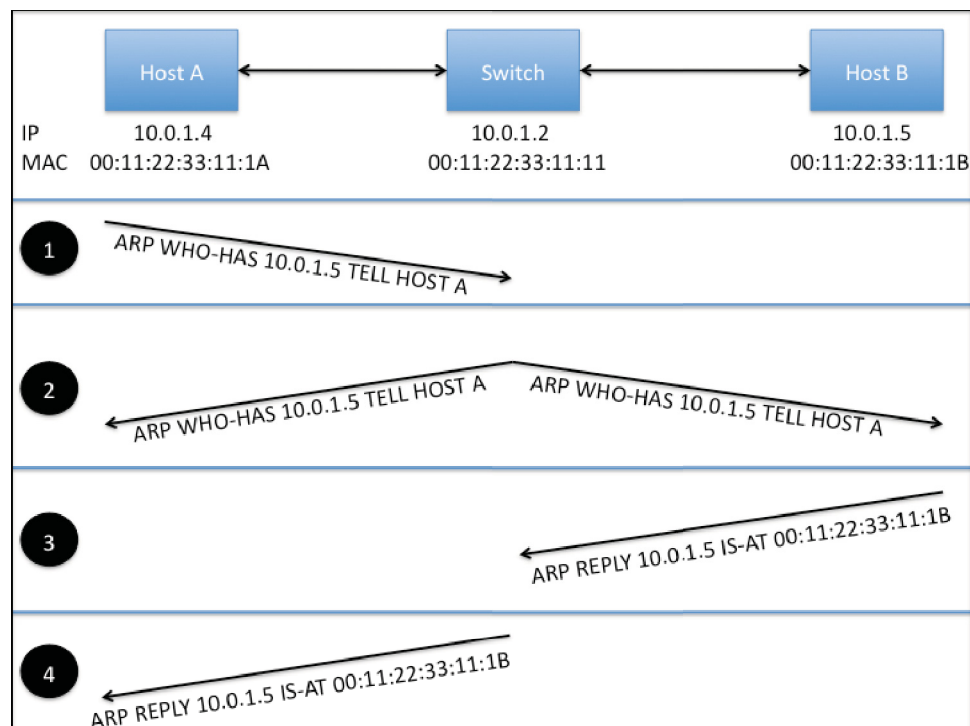 Host A Switch Host B
IP 10.0.1.4 10.0.1.2 10.0.1.5
MAC 00:11:22:33:11:1A 00:11:22:33:11:11 00:11:22:33:11:1B
1 ARP WHO-HAS 10.0.1.5 TELL HOST A
2 ARP WHO-HAS 10.0.1.5 TELL HOST A ARP WHO-HAS 10.0.1.5 TELL HOST A
3 ARP REPLY 10.0.1.5 IS-AT 00:11:22:33:11:1B
4 ARP REPLY 10.0.1.5 IS-AT 00:11:22:33:11:1B